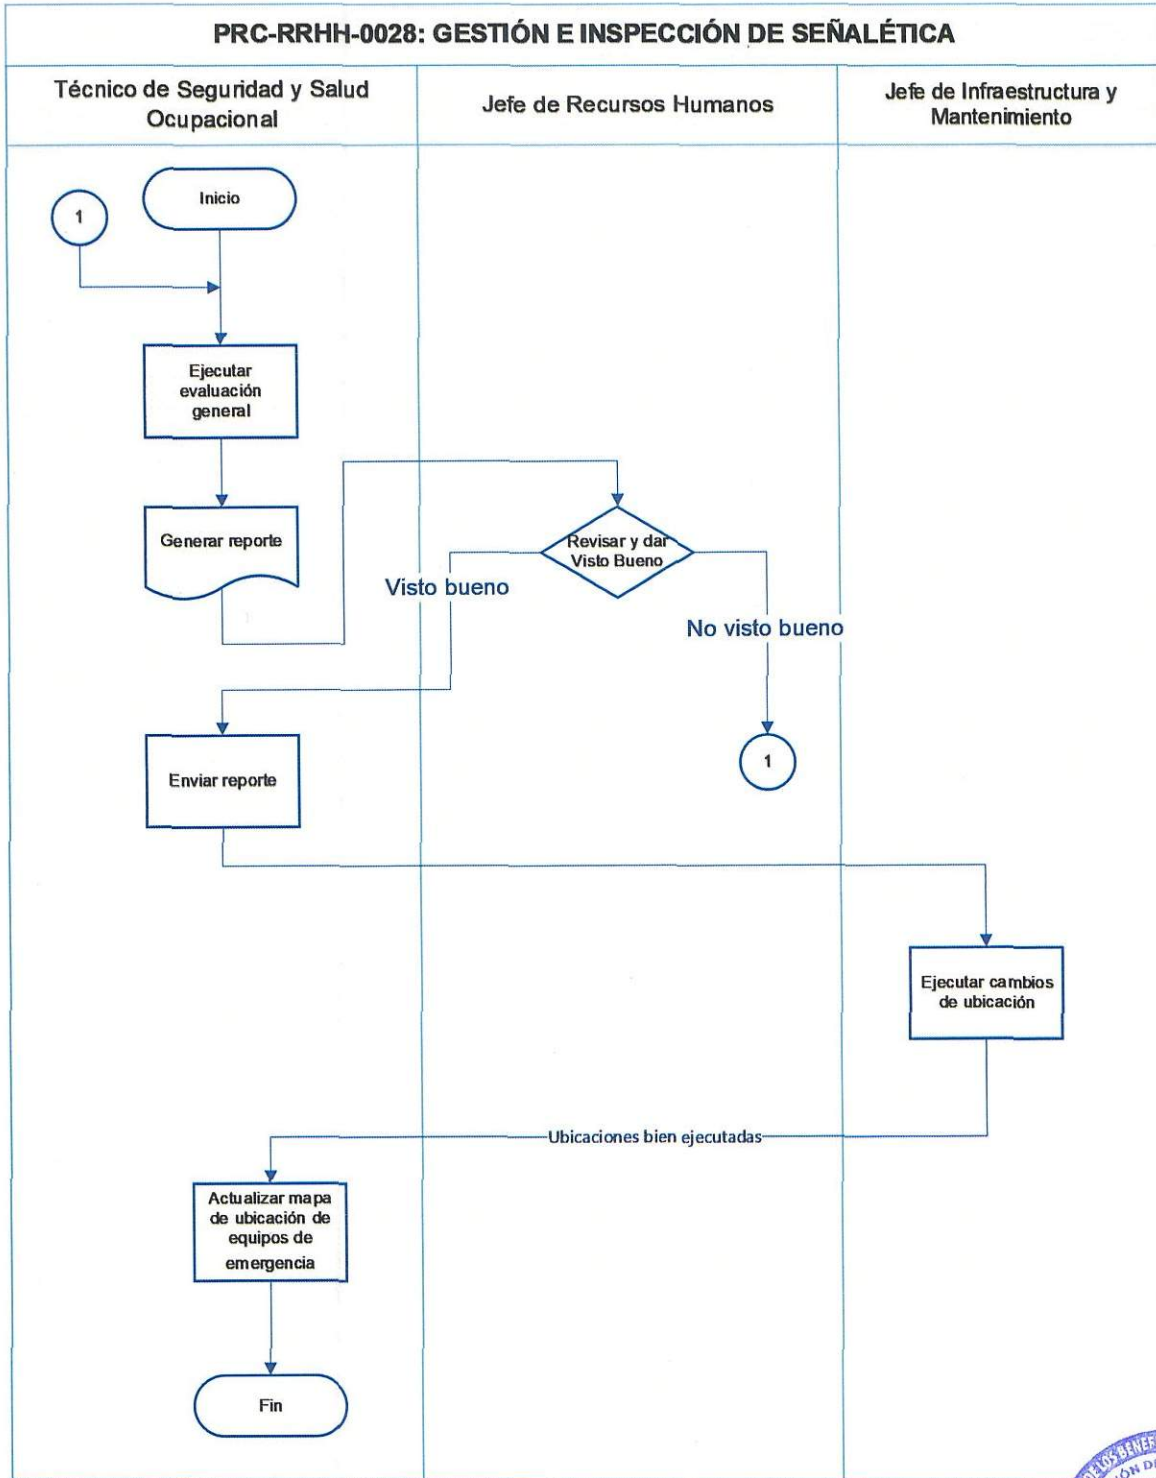 PRC-RRHH-0028: GESTIÓN E INSPECCIÓN DE SEÑALÉTICA
Técnico de Seguridad y Salud
Ocupacional
Jefe de Recursos Humanos
Jefe de Infraestructura y
Mantenimiento
1
Inicio
Ejecutar
evaluación
general
Generar reporte
Revisar y dar
Visto Bueno
Visto bueno
No visto bueno
Enviar reporte
1
Ejecutar cambios
de ubicación
Ubicaciones bien ejecutadas
Actualizar mapa
de ubicación de
equipos de
emergencia
Fin